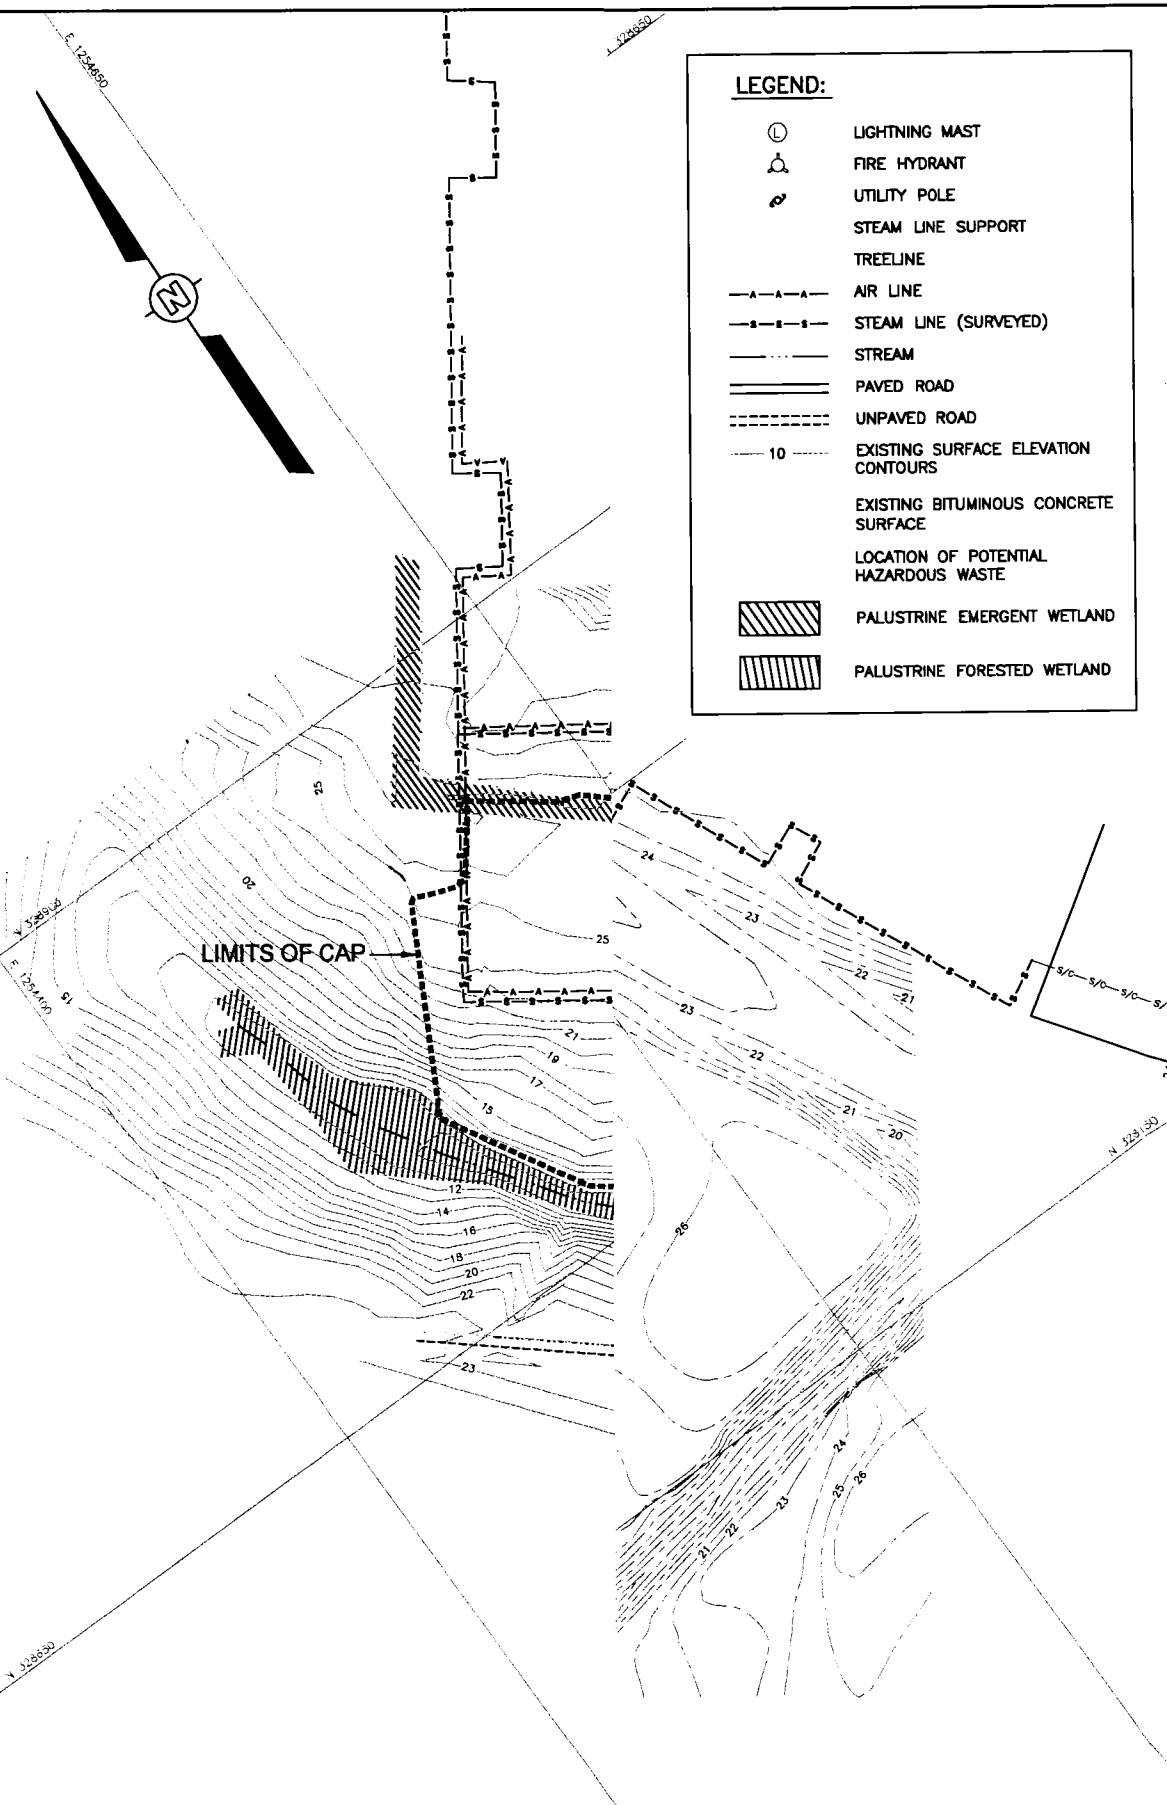 E 1254650
328650
LEGEND:
L
LIGHTNING MAST
FIRE HYDRANT
UTILITY POLE
STEAM LINE SUPPORT
TREELINE
A A A AIR LINE
S S S STEAM LINE (SURVEYED)
STREAM
PAVED ROAD
UNPAVED ROAD
10 EXISTING SURFACE ELEVATION
CONTOURS
EXISTING BITUMINOUS CONCRETE
SURFACE
LOCATION OF POTENTIAL
HAZARDOUS WASTE
PALUSTRINE EMERGENT WETLAND
PALUSTRINE FORESTED WETLAND
N
25
20
24
23
22
21
25
LIMITS OF CAP
E 1254400
15
S/C S/C S/C S/
23
22
21
20
21
19
17
15
N 328150
12
14
16
18
20
22
23
26
24
25
26
23
22
21
N 328650